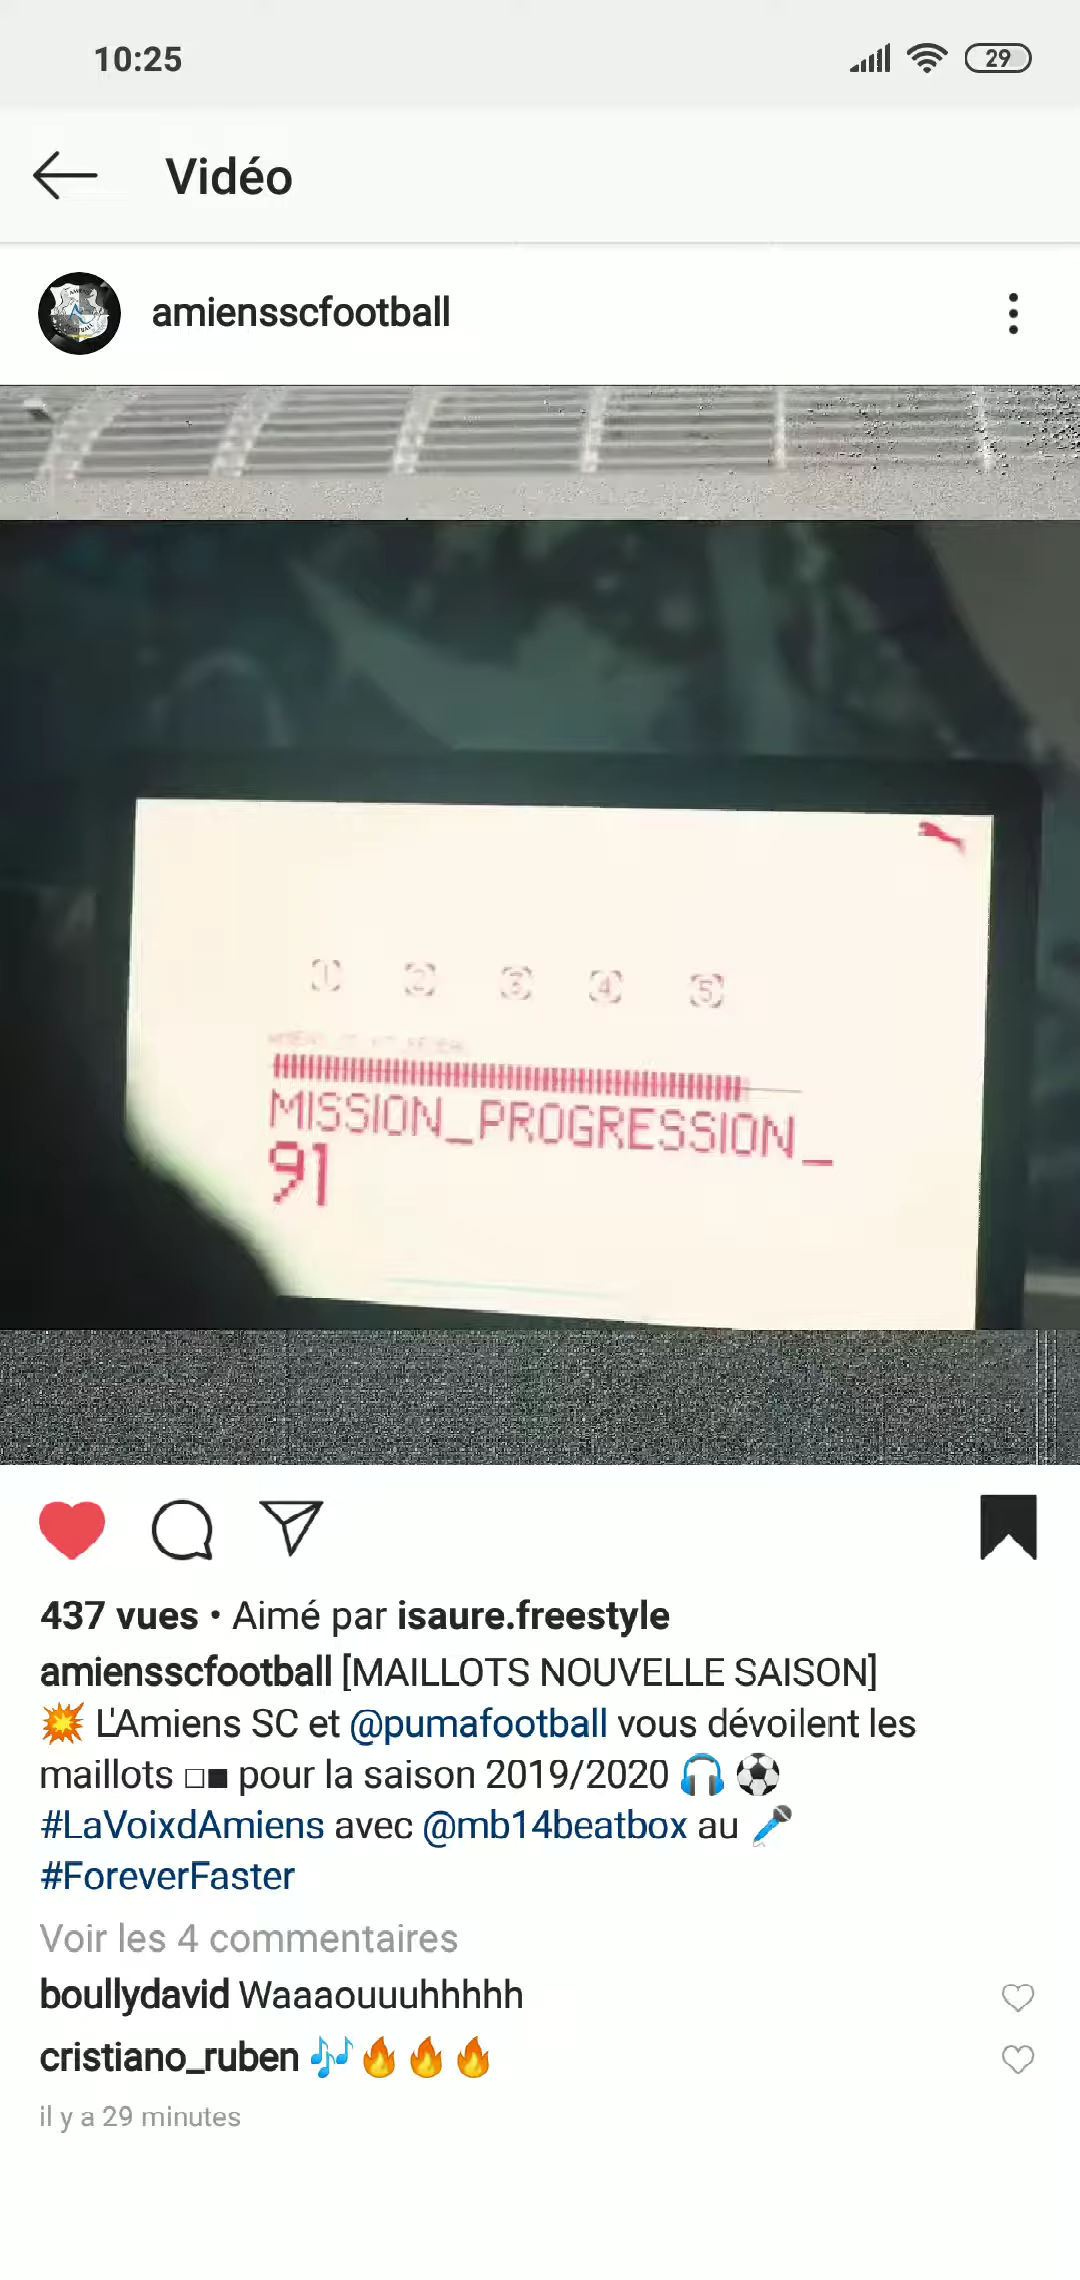 10:25
29
Vidéo
amiensscfootball
1 2 3 4 5
MISSION_PROGRESSION_
91
437 vues • Aimé par isaure.freestyle
amiensscfootball [MAILLOTS NOUVELLE SAISON]
💥 L'Amiens SC et @pumafootball vous dévoilent les
maillots ◻◼ pour la saison 2019/2020 🎧 ⚽
#LaVoixdAmiens avec @mb14beatbox au 🎤
#ForeverFaster
Voir les 4 commentaires
boullydavid Waaaouuuhhhhh
cristiano_ruben 🎶🔥🔥🔥
il y a 29 minutes